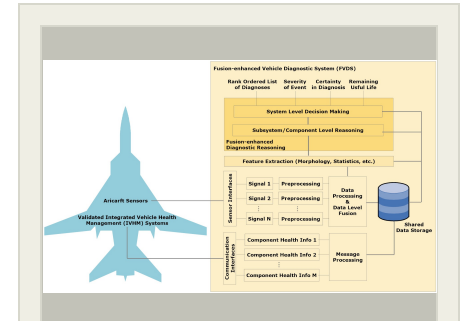 Fusion-enhanced Vehicle Diagnostic System (FVDS)
Rank Ordered List
of Diagnoses
Severity
of Event
Certainty
in Diagnosis
Remaining
Usful Life
System Level Decision Making
Subsystem/Component Level Reasoning
Fusion-enhanced
Diagnostic Reasoning
Feature Extraction (Morphology, Statistics, etc.)
Aricarft Sensors
Validated Integrated Vehicle Health
Management (IVHM) Systems
Sensor Interfaces
Signal 1
Preprocessing
Signal 2
Preprocessing
Signal N
Preprocessing
Data
Processing
&
Data Level
Fusion
Shared
Data Storage
Communication
Interfaces
Component Health Info 1
Component Health Info 2
Component Health Info M
Message
Processing